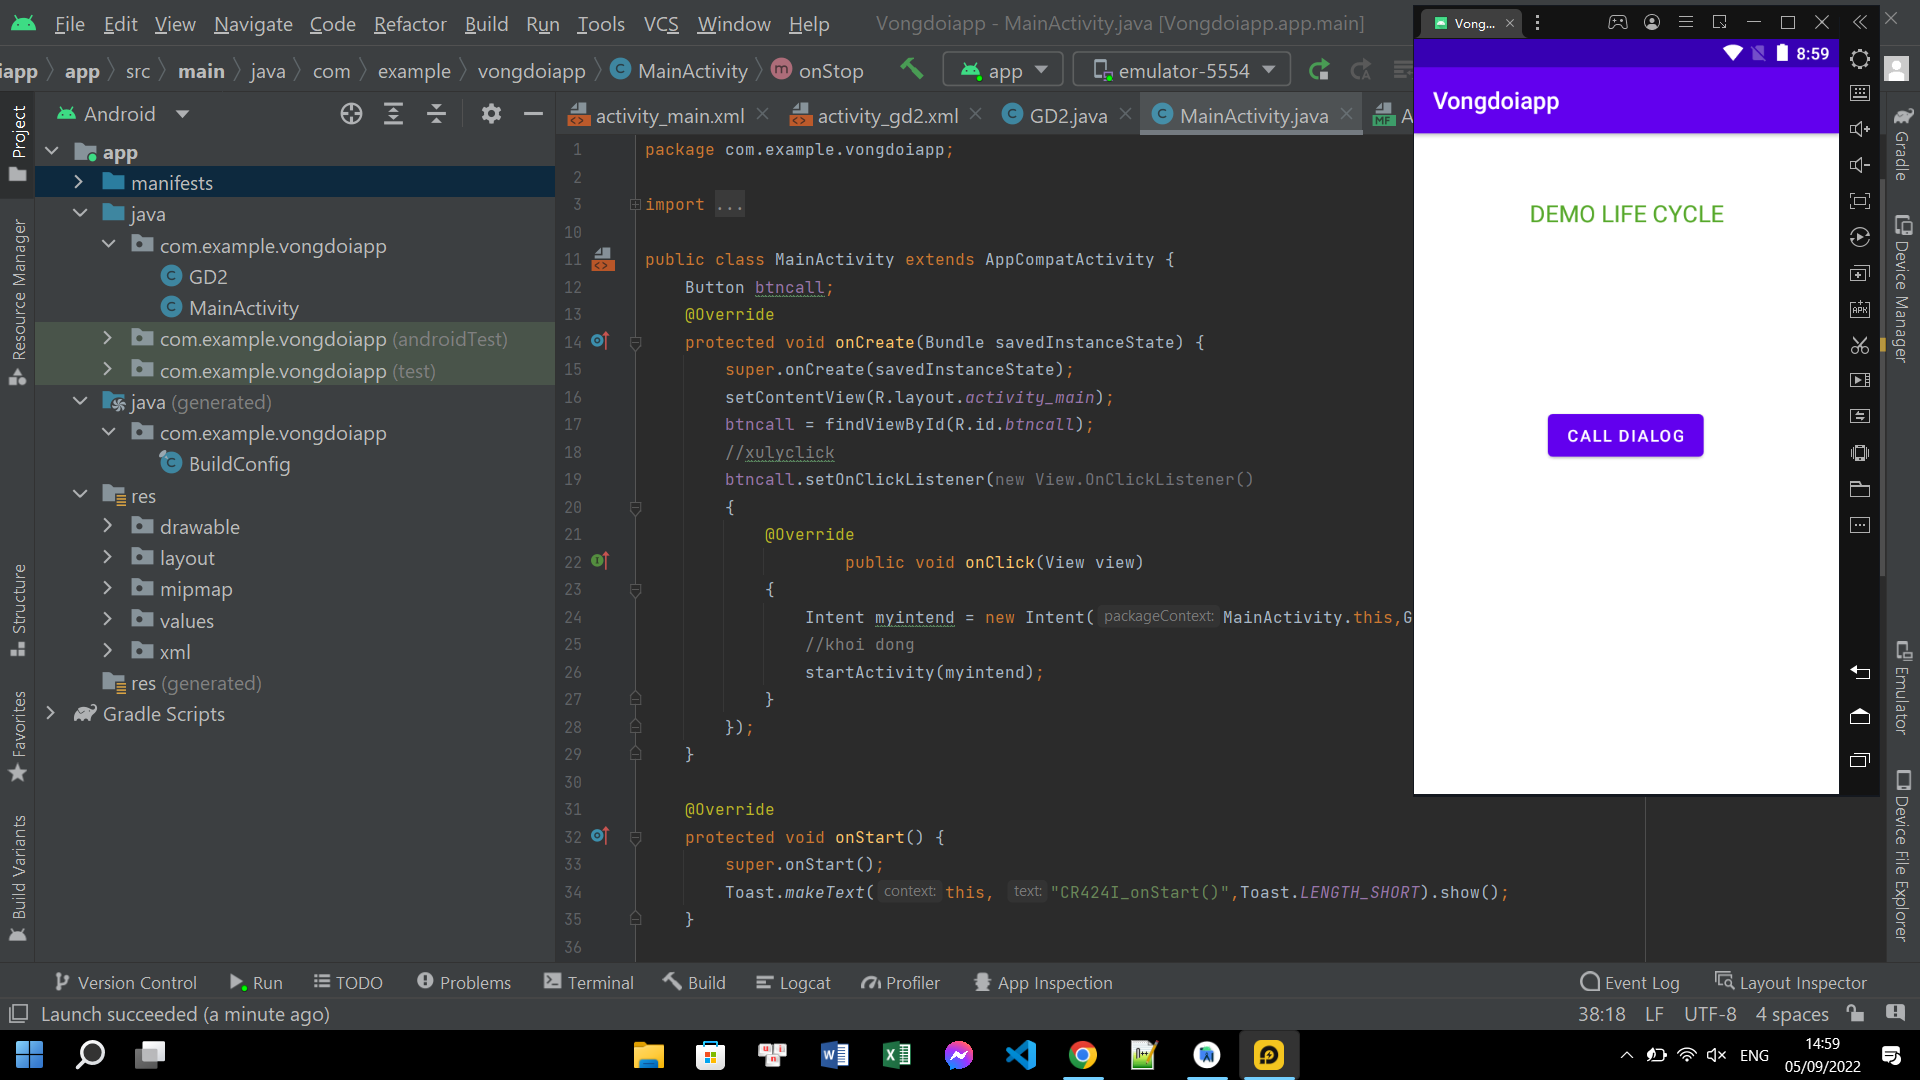 File Edit View Navigate Code Refactor Build Run Tools VCS Window Help Vongdoiapp - MainActivity.java [Vongdoiapp.app.main]
iapp app src main java com example vongdoiapp MainActivity onStop app emulator-5554
Android
activity_main.xml activity_gd2.xml GD2.java MainActivity.java A
Project
Resource Manager
Structure
Favorites
Build Variants
app
manifests
java
com.example.vongdoiapp
GD2
MainActivity
com.example.vongdoiapp (androidTest)
com.example.vongdoiapp (test)
java (generated)
com.example.vongdoiapp
BuildConfig
res
drawable
layout
mipmap
values
xml
res (generated)
Gradle Scripts
1 package com.example.vongdoiapp;
2
3 import ...
10
11 public class MainActivity extends AppCompatActivity {
12 Button btncall;
13 @Override
14 protected void onCreate(Bundle savedInstanceState) {
15 super.onCreate(savedInstanceState);
16 setContentView(R.layout.activity_main);
17 btncall = findViewById(R.id.btncall);
18 //xulyclick
19 btncall.setOnClickListener(new View.OnClickListener()
20 {
21 @Override
22 public void onClick(View view)
23 {
24 Intent myintend = new Intent( packageContext: MainActivity.this,G
25 //khoi dong
26 startActivity(myintend);
27 }
28 });
29 }
30
31 @Override
32 protected void onStart() {
33 super.onStart();
34 Toast.makeText( context: this, text: "CR424I_onStart()",Toast.LENGTH_SHORT).show();
35 }
36
Vong...
8:59
Vongdoiapp
DEMO LIFE CYCLE
CALL DIALOG
APK
Gradle
Device Manager
Emulator
Device File Explorer
Version Control Run TODO Problems Terminal Build Logcat Profiler App Inspection Event Log Layout Inspector
Launch succeeded (a minute ago) 38:18 LF UTF-8 4 spaces
ENG 14:59
05/09/2022